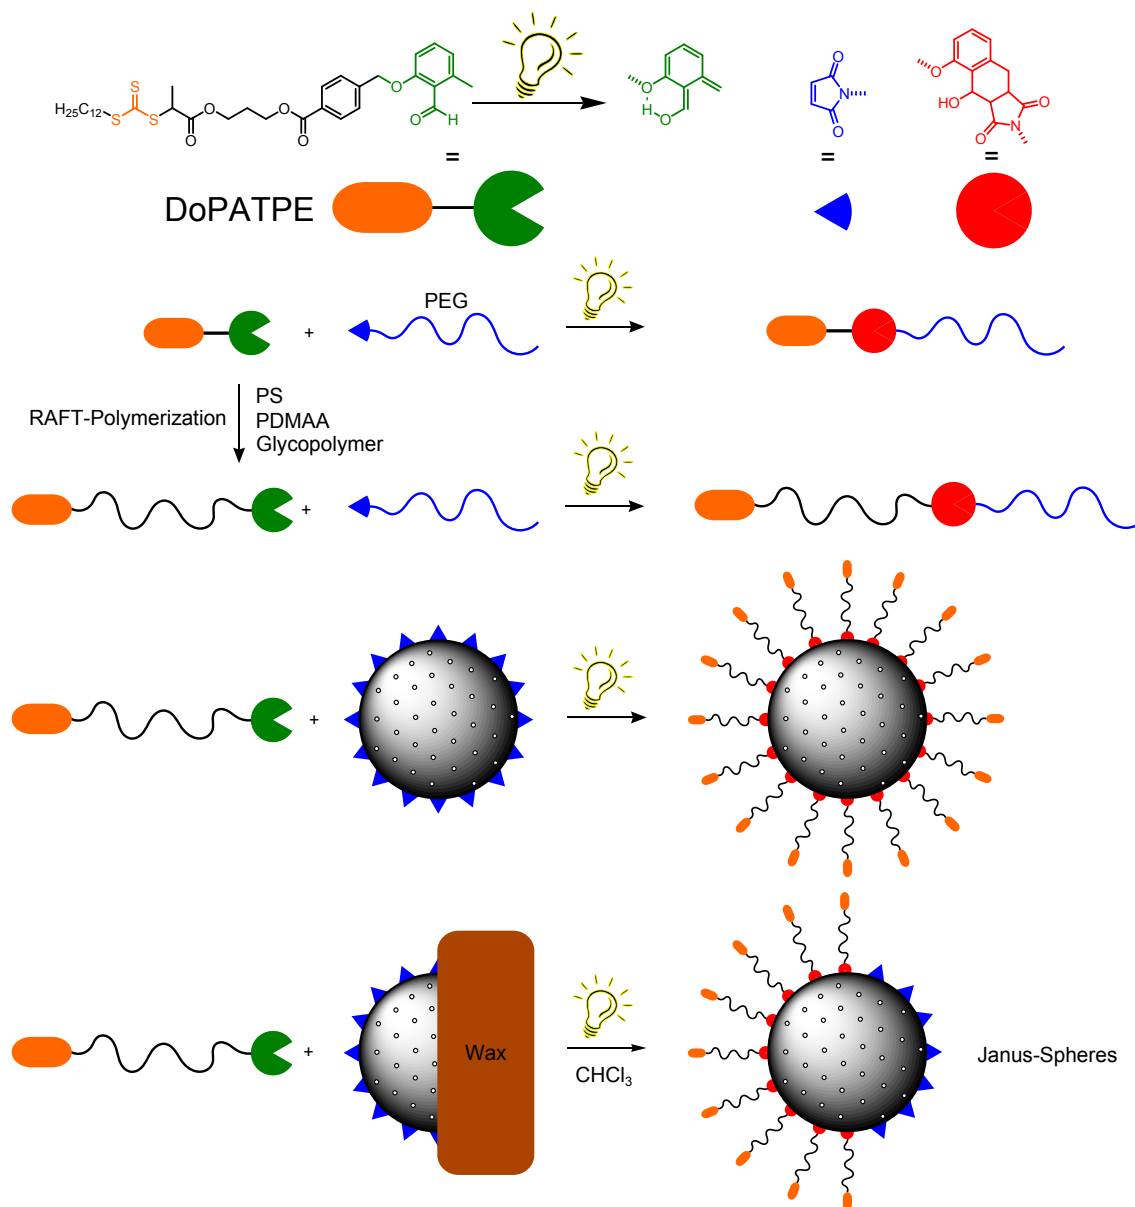 S
H₂₅C₁₂
S
S
O
O
O
O
O
O
H
O
H
O
O
N
O
O
HO
O
N
O
=
=
=
DoPATPE
PEG
+
RAFT-Polymerization
PS
PDMAA
Glycopolymer
+
+
+
Wax
CHCl₃
Janus-Spheres